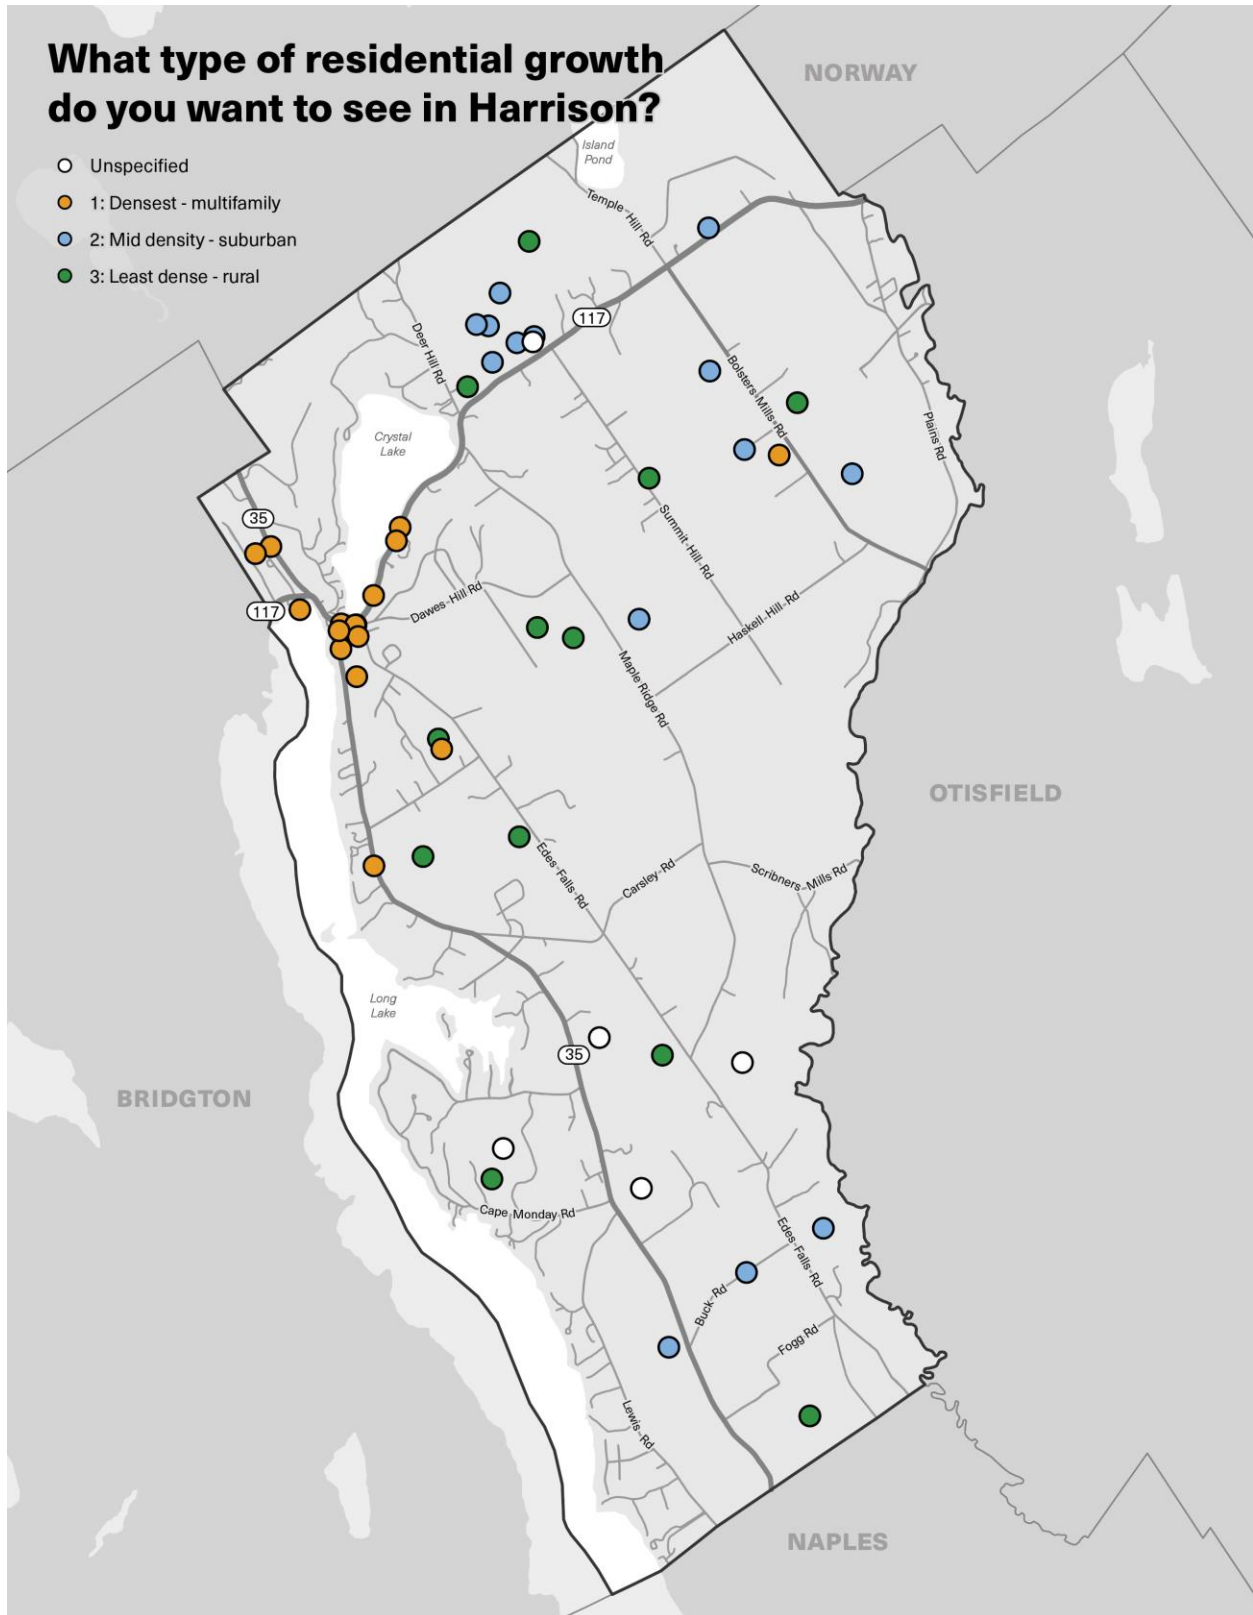 What type of residential growth
do you want to see in Harrison?
Unspecified
1: Densest - multifamily
2: Mid density - suburban
3: Least dense - rural
NORWAY
Island
Pond
Temple Hill Rd
117
Deer Hill Rd
Bolsters Mills Rd
Plains Rd
Crystal
Lake
35
Summit Hill Rd
117
Dawes Hill Rd
Haskell Hill Rd
Maple Ridge Rd
OTISFIELD
Edes Falls Rd
Carsley Rd
Scribners Mills Rd
Long
Lake
35
BRIDGTON
Cape Monday Rd
Edes Falls Rd
Buck Rd
Fogg Rd
Lewis Rd
NAPLES